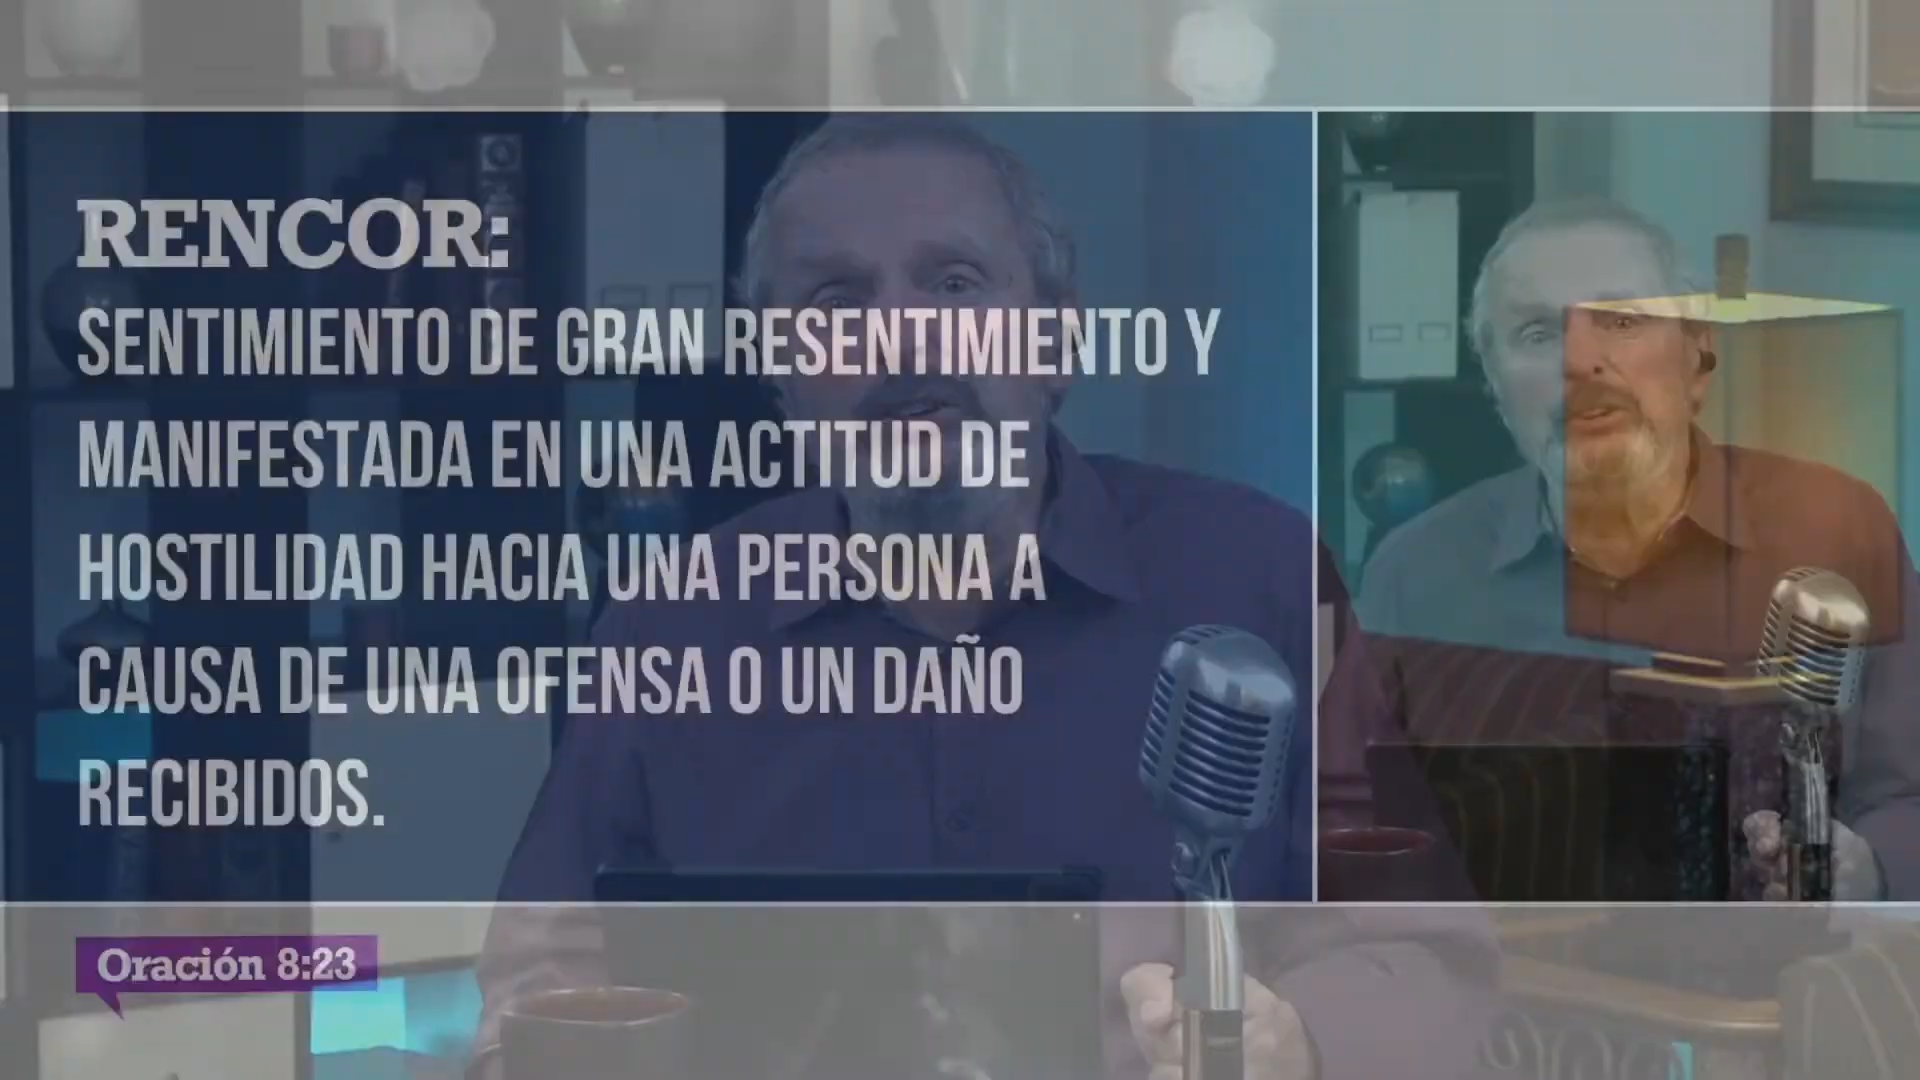 RENCOR:
SENTIMIENTO DE GRAN RESENTIMIENTO Y
MANIFESTADA EN UNA ACTITUD DE
HOSTILIDAD HACIA UNA PERSONA A
CAUSA DE UNA OFENSA O UN DAÑO
RECIBIDOS.
Oración 8:23